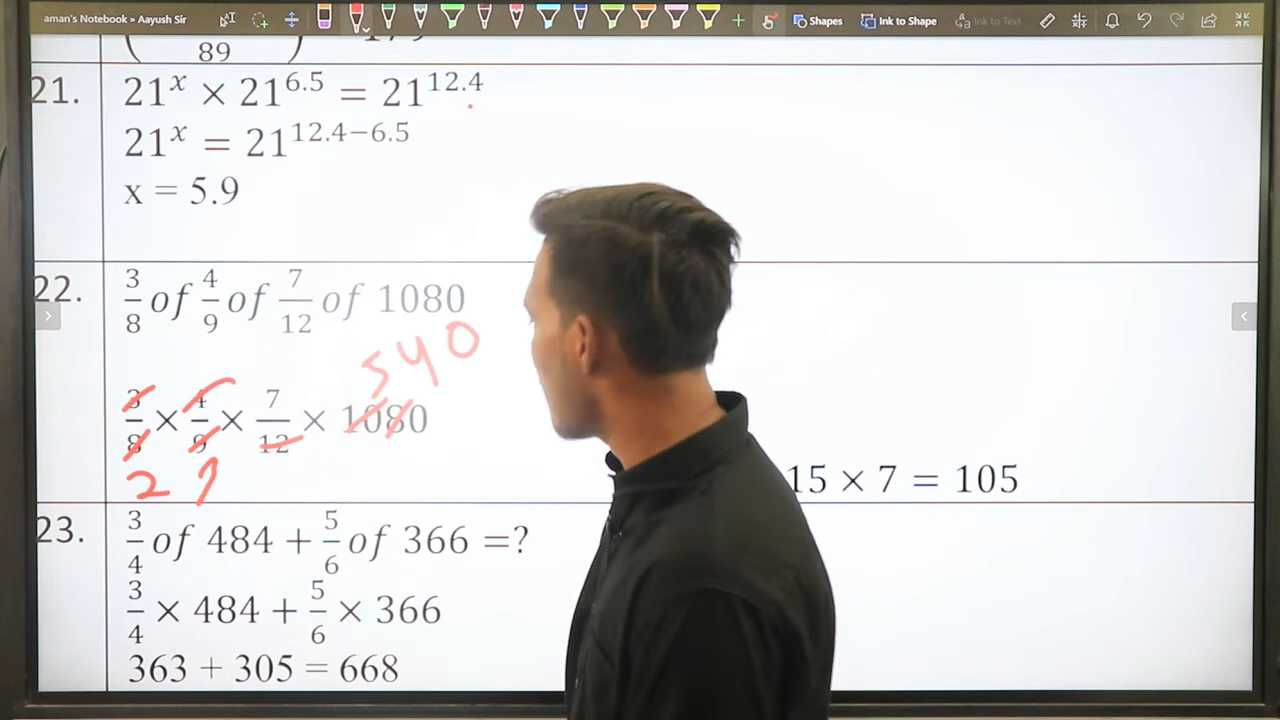 aman's Notebook » Aayush Sir Shapes Ink to Shape Ink to Text
89
21. 21^x × 21^6.5 = 21^12.4
21^x = 21^12.4−6.5
x = 5.9
22. 3/8 of 4/9 of 7/12 of 1080
540
3/8 × 4/9 × 7/12 × 1080
2
15 × 7 = 105
23. 3/4 of 484 + 5/6 of 366 =?
3/4 × 484 + 5/6 × 366
363 + 305 = 668